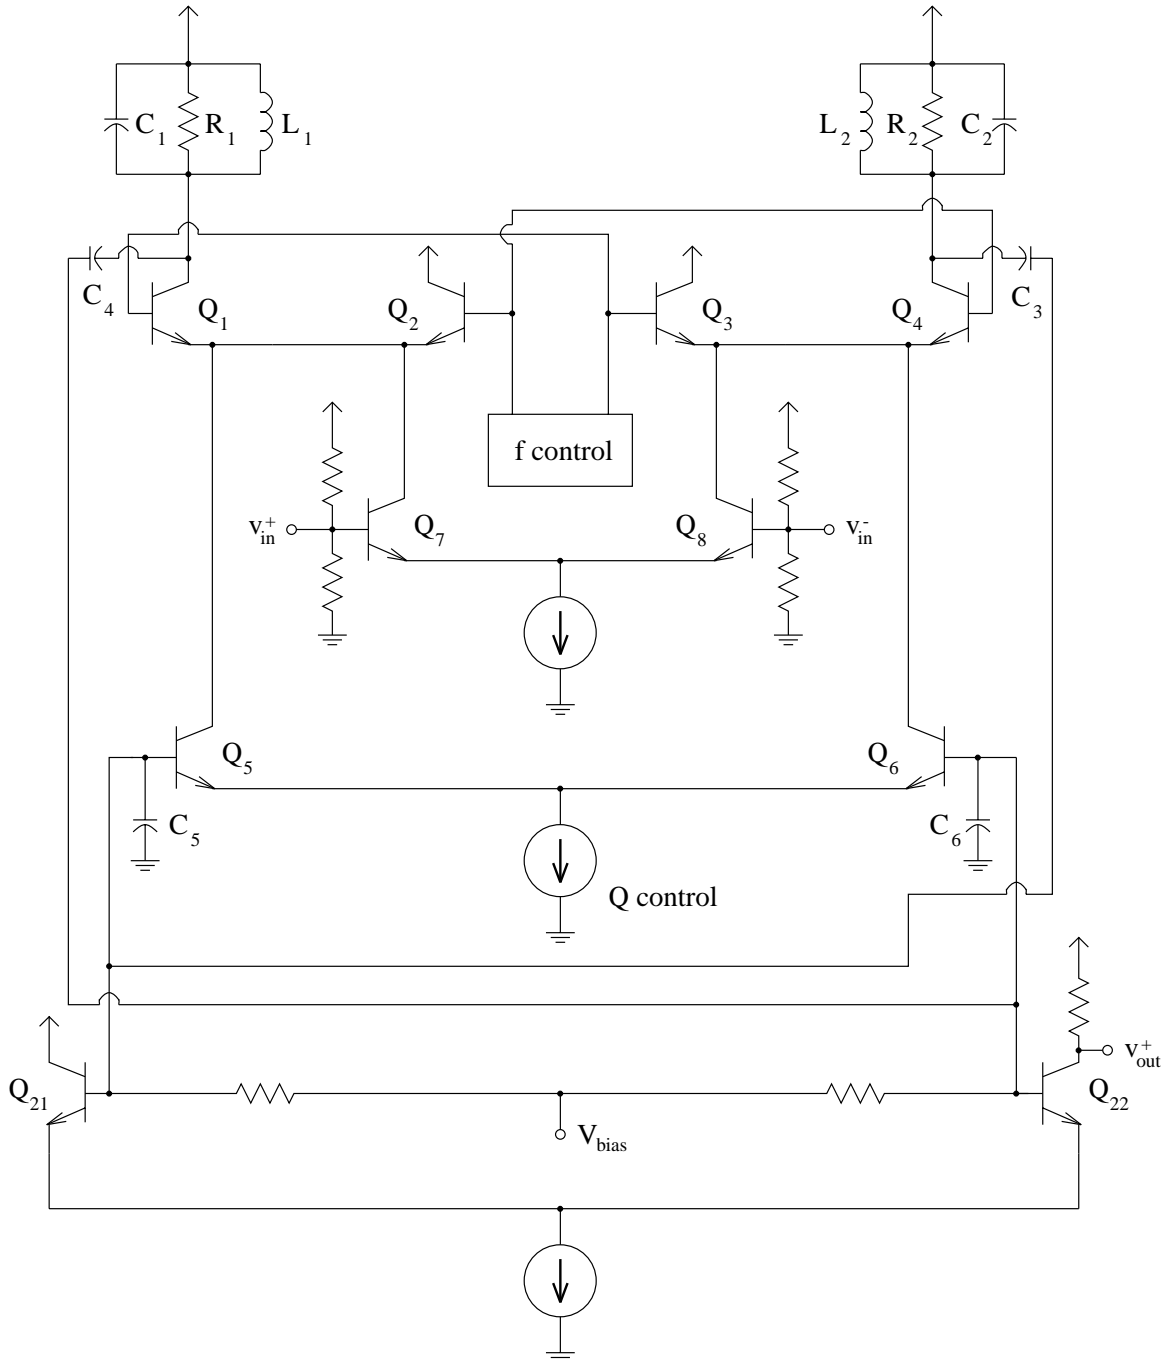 C1 R1 L1
L2 R2 C2
C4 Q1 Q2 Q3 Q4 C3
f control
v+in Q7 Q8 v-in
Q5 Q6
C5 C6
Q control
v+out
Q21 Q22
Vbias